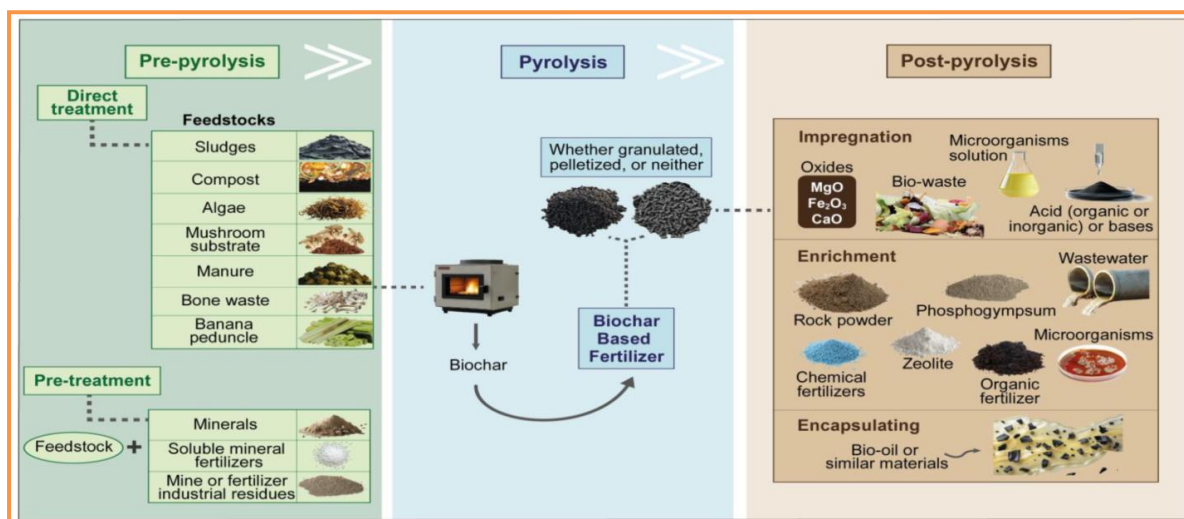 Pre-pyrolysis
Direct
treatment
Feedstocks
Sludges
Compost
Algae
Mushroom
substrate
Manure
Bone waste
Banana
peduncle
Pre-treatment
Feedstock
+
Minerals
Soluble mineral
fertilizers
Mine or fertilizer
industrial residues
Pyrolysis
Whether granulated,
pelletized, or neither
Biochar
Biochar
Based
Fertilizer
Post-pyrolysis
Impregnation
Oxides
MgO
Fe₂O₃
CaO
Bio-waste
Microorganisms
solution
Acid (organic or
inorganic) or bases
Enrichment
Rock powder
Phosphogympsum
Wastewater
Chemical
fertilizers
Zeolite
Organic
fertilizer
Microorganisms
Encapsulating
Bio-oil or
similar materials